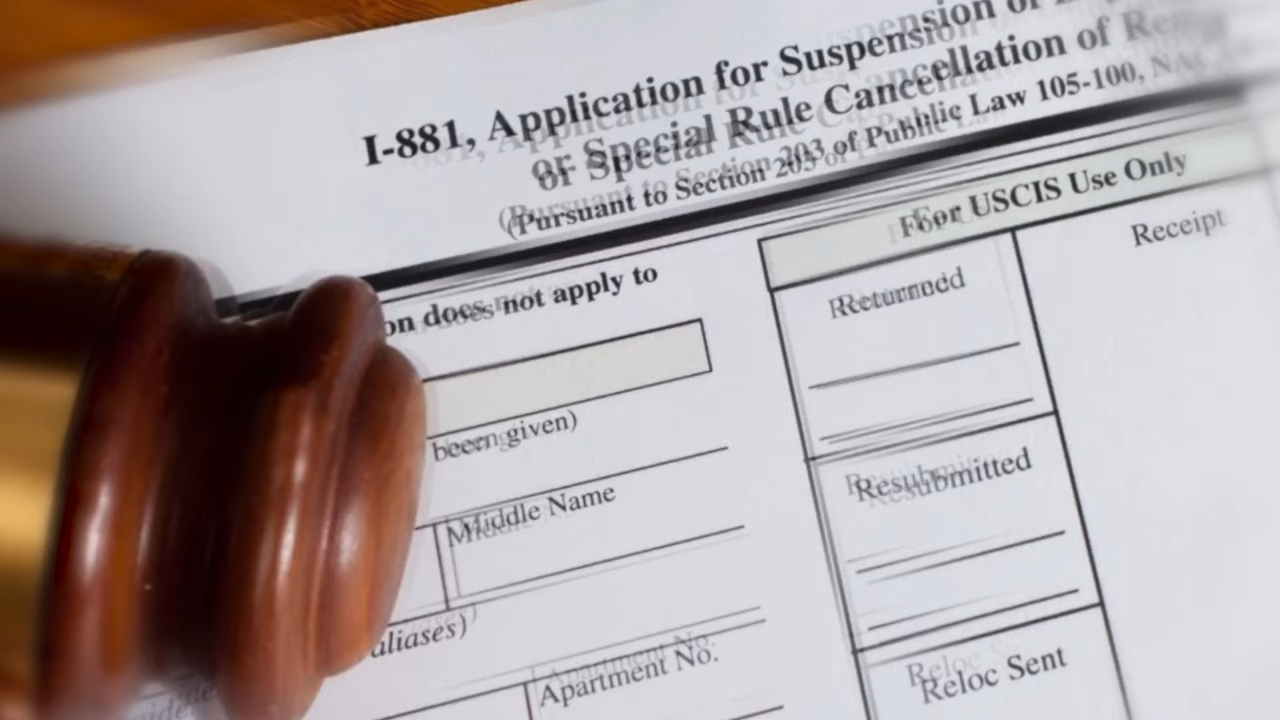 I-881, Application for Suspension of
or Special Rule Cancellation of
(Pursuant to Section 203 of Public Law 105-100,
For USCIS Use Only
Receipt
Returned
on does not apply to
been given)
Resubmitted
Middle Name
aliases)
Apartment No.
Reloc Sent